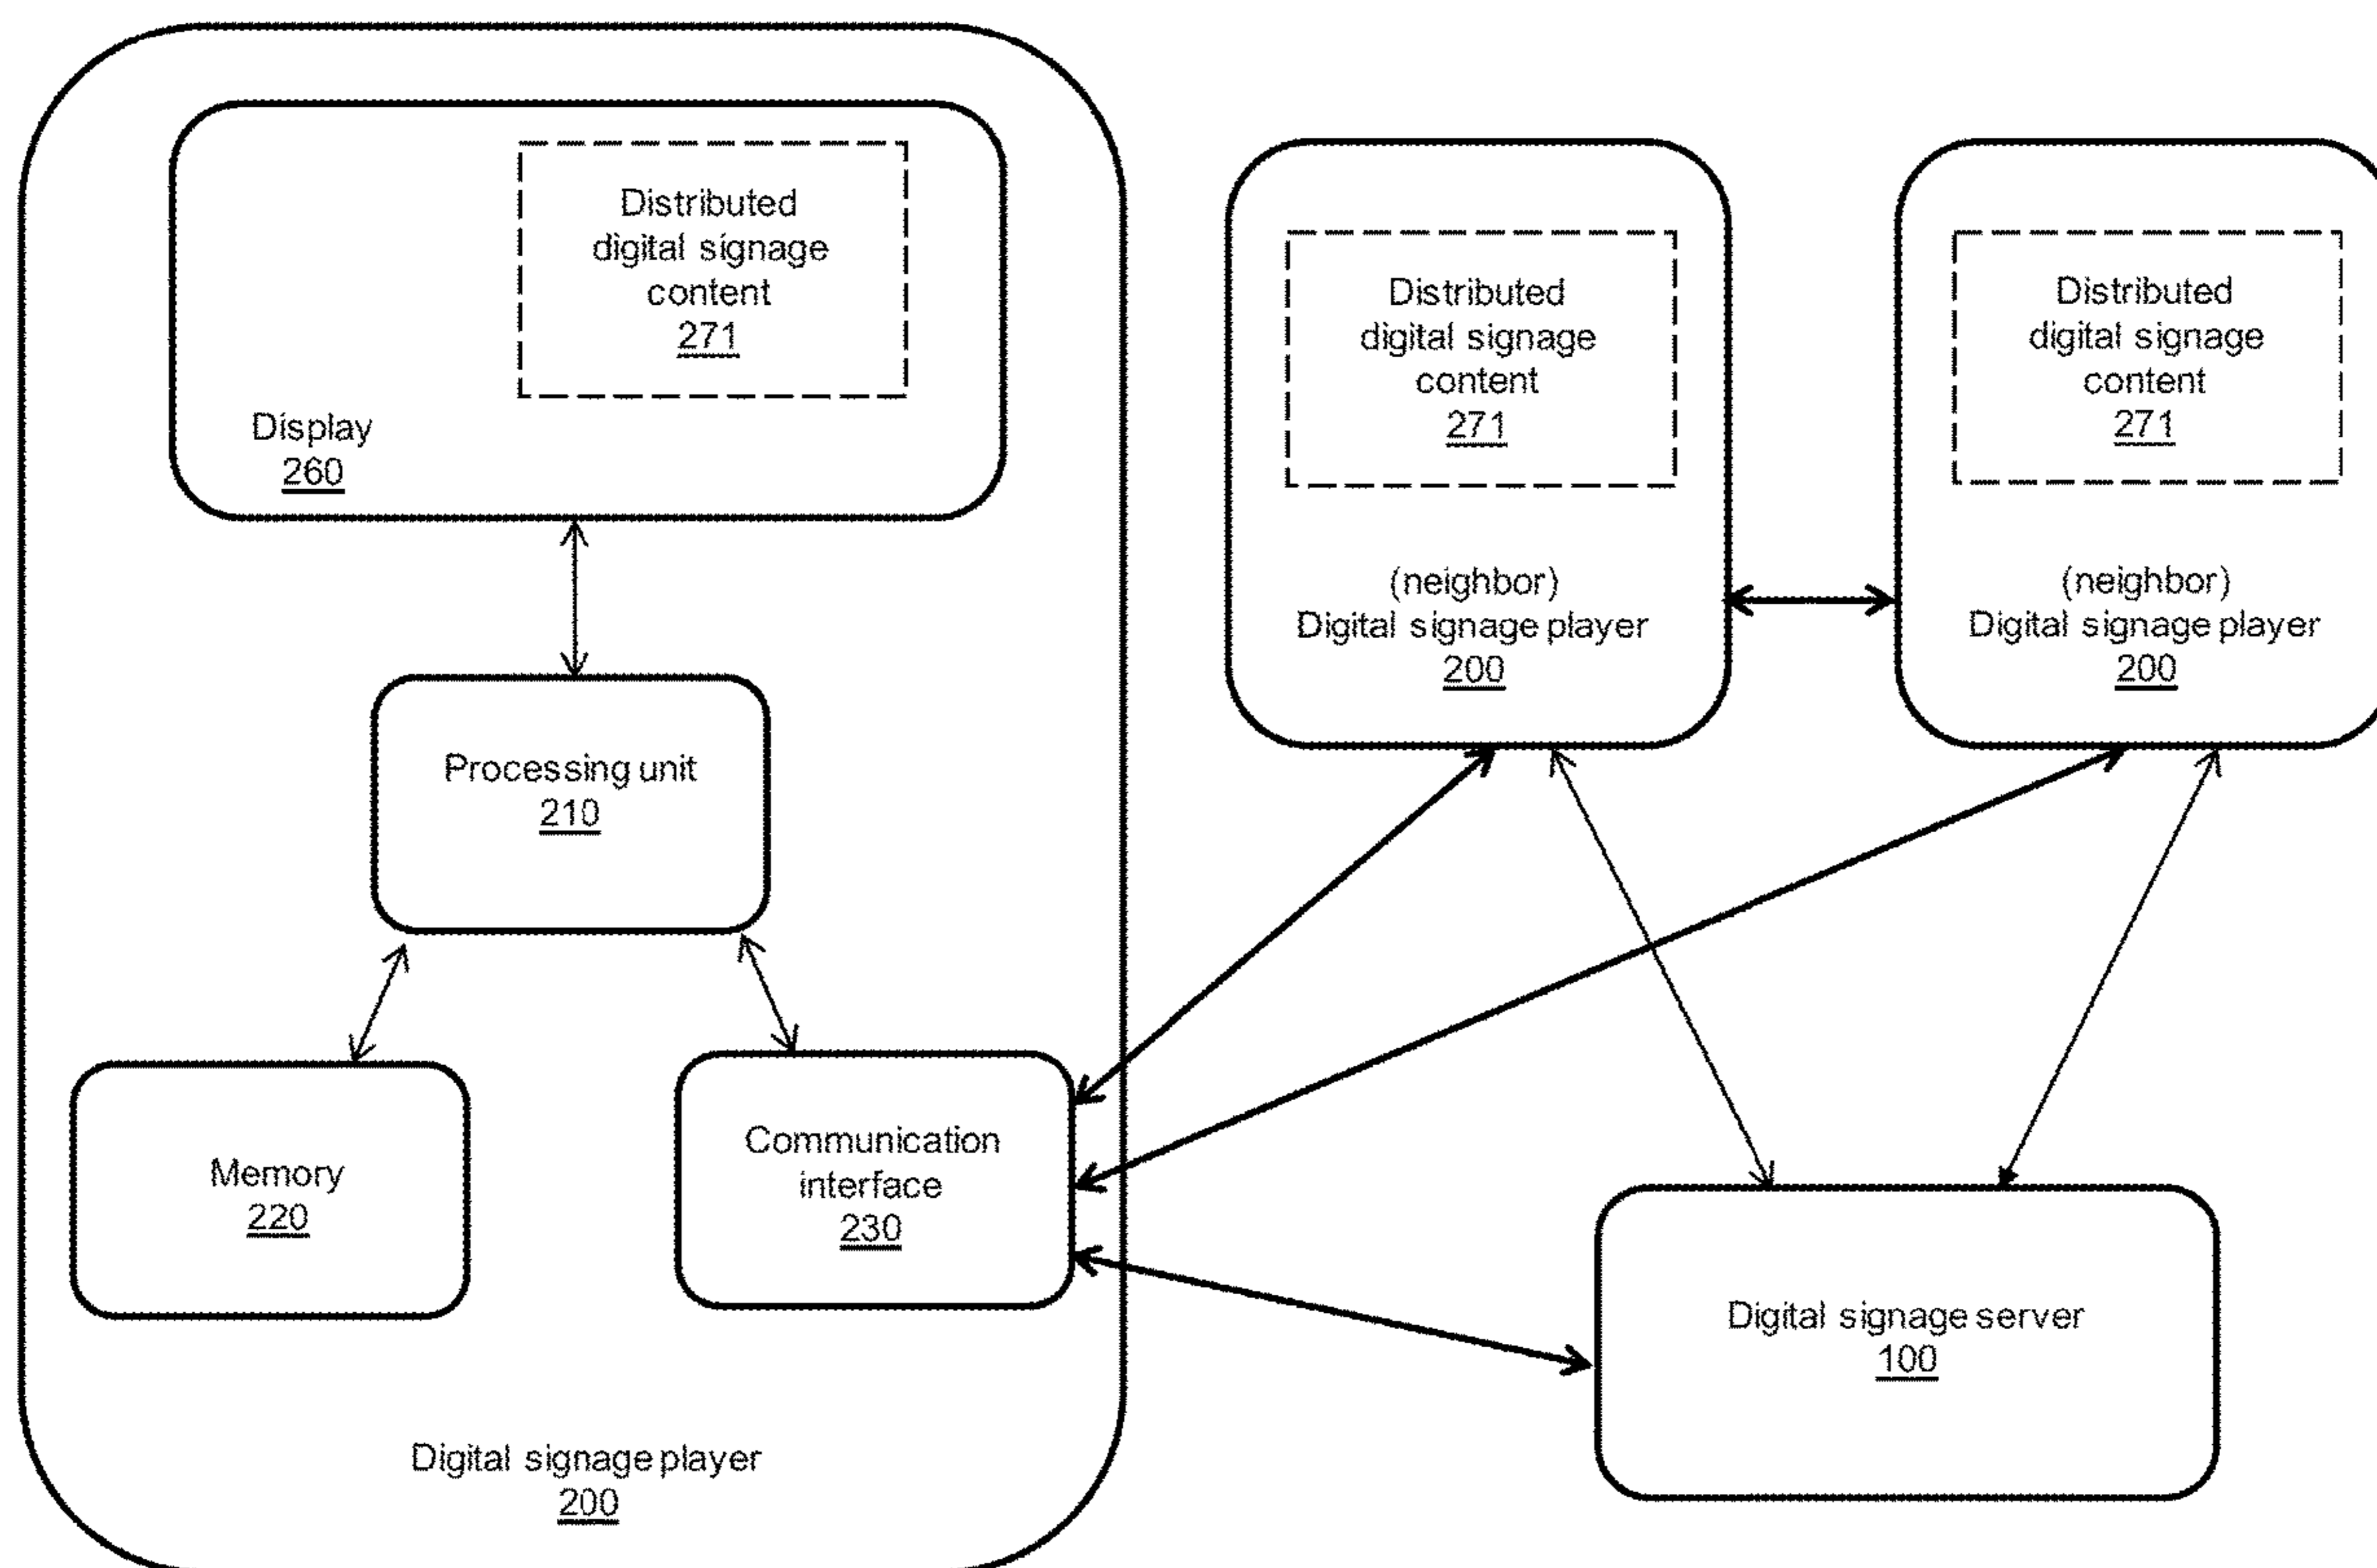 Distributed
digital signage
content
271
Display
260
Processing unit
210
Memory
220
Communication
interface
230
Digital signage player
200
Distributed
digital signage
content
271
(neighbor)
Digital signage player
200
Distributed
digital signage
content
271
(neighbor)
Digital signage player
200
Digital signage server
100